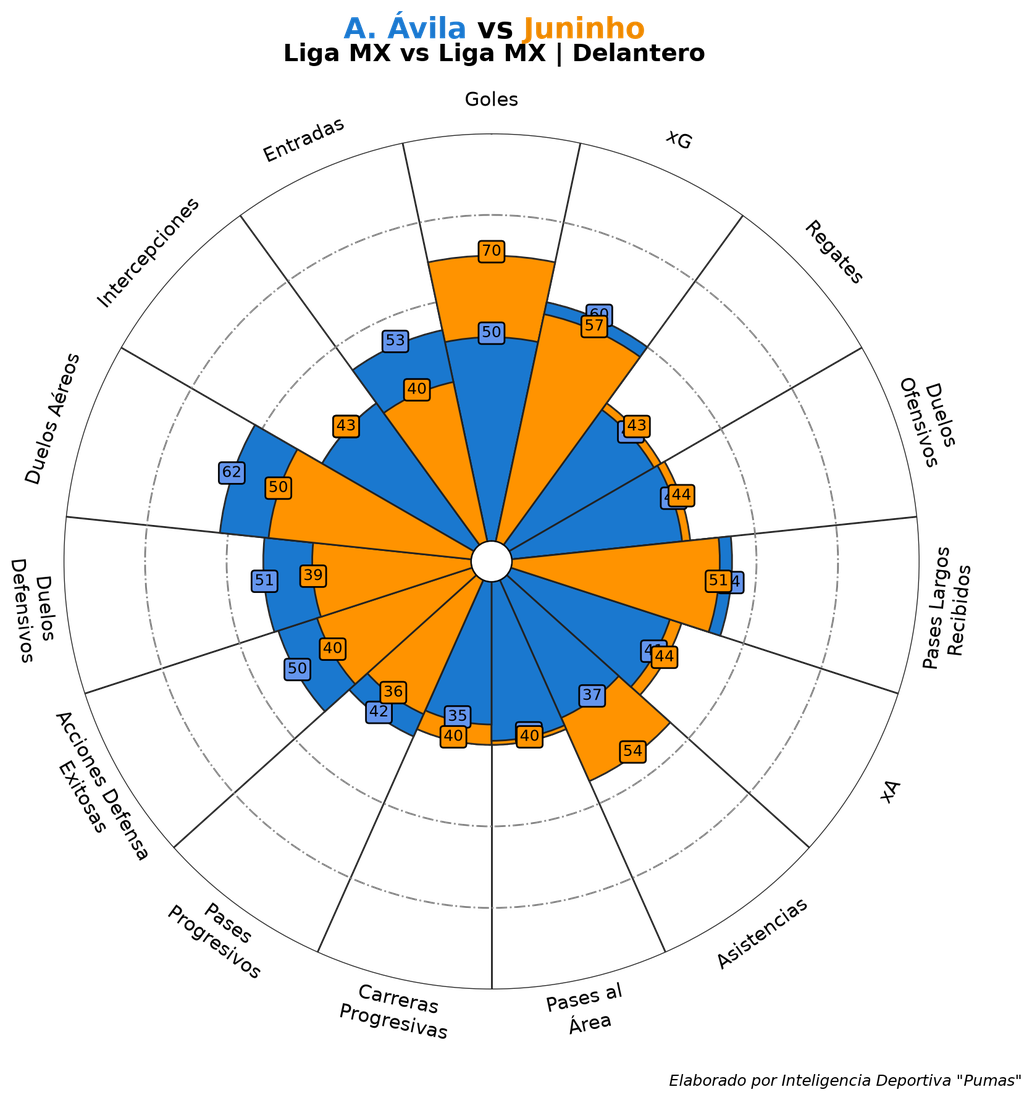 A. Ávila vs Juninho
Liga MX vs Liga MX | Delantero
Goles
xG
Regates
Duelos
Ofensivos
Pases Largos
Recibidos
xA
Asistencias
Pases al
Área
Carreras
Progresivas
Pases
Progresivos
Acciones Defensa
Exitosas
Duelos
Defensivos
Duelos Aéreos
Intercepciones
Entradas
70
50
60
57
43
44
51
44
37
54
40
35
40
36
42
40
50
39
51
50
62
43
40
53
Elaborado por Inteligencia Deportiva "Pumas"